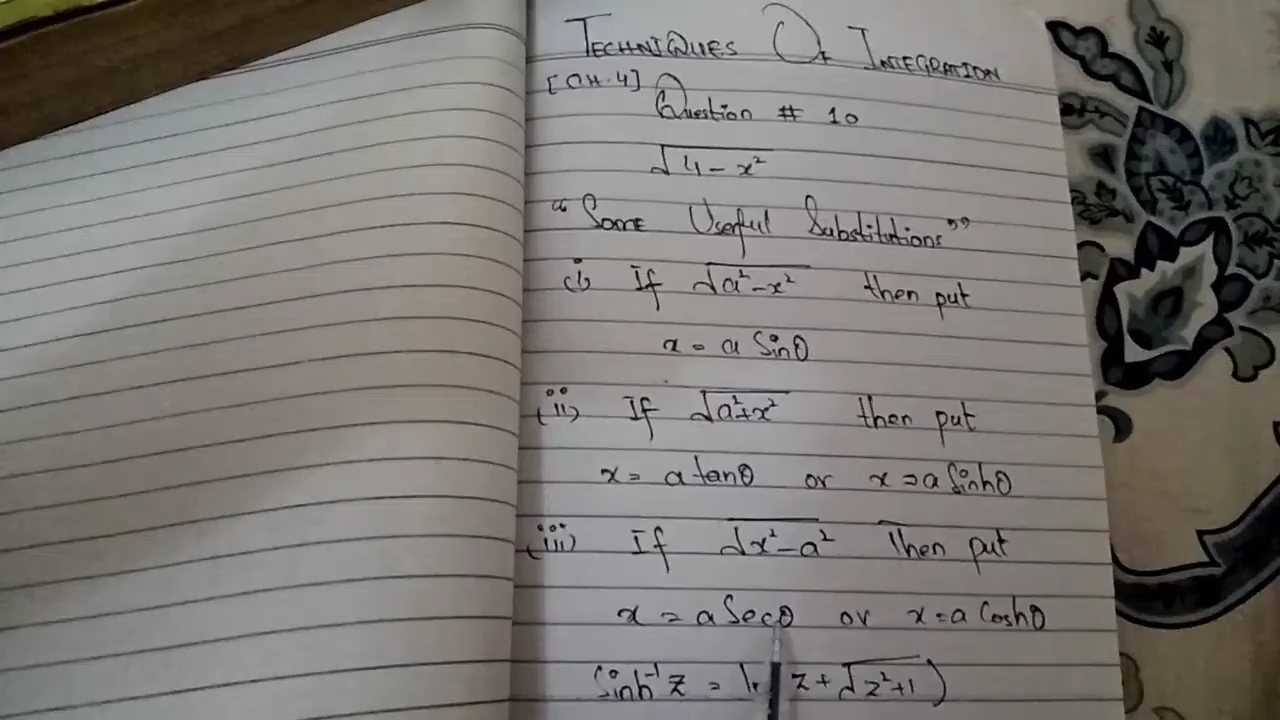 TECHNIQUES OF INTEGRATION
[CH.4]
Question # 10
√4-x²
"Some Useful Substitutions"
(i) If √a²-x² then put
x = a Sinθ
(ii) If √a²+x² then put
x = a tanθ or x = a Sinhθ
(iii) If √x²-a² Then put
x = a Secθ or x = a Coshθ
Sinh⁻¹ z = z + √z²+1 )